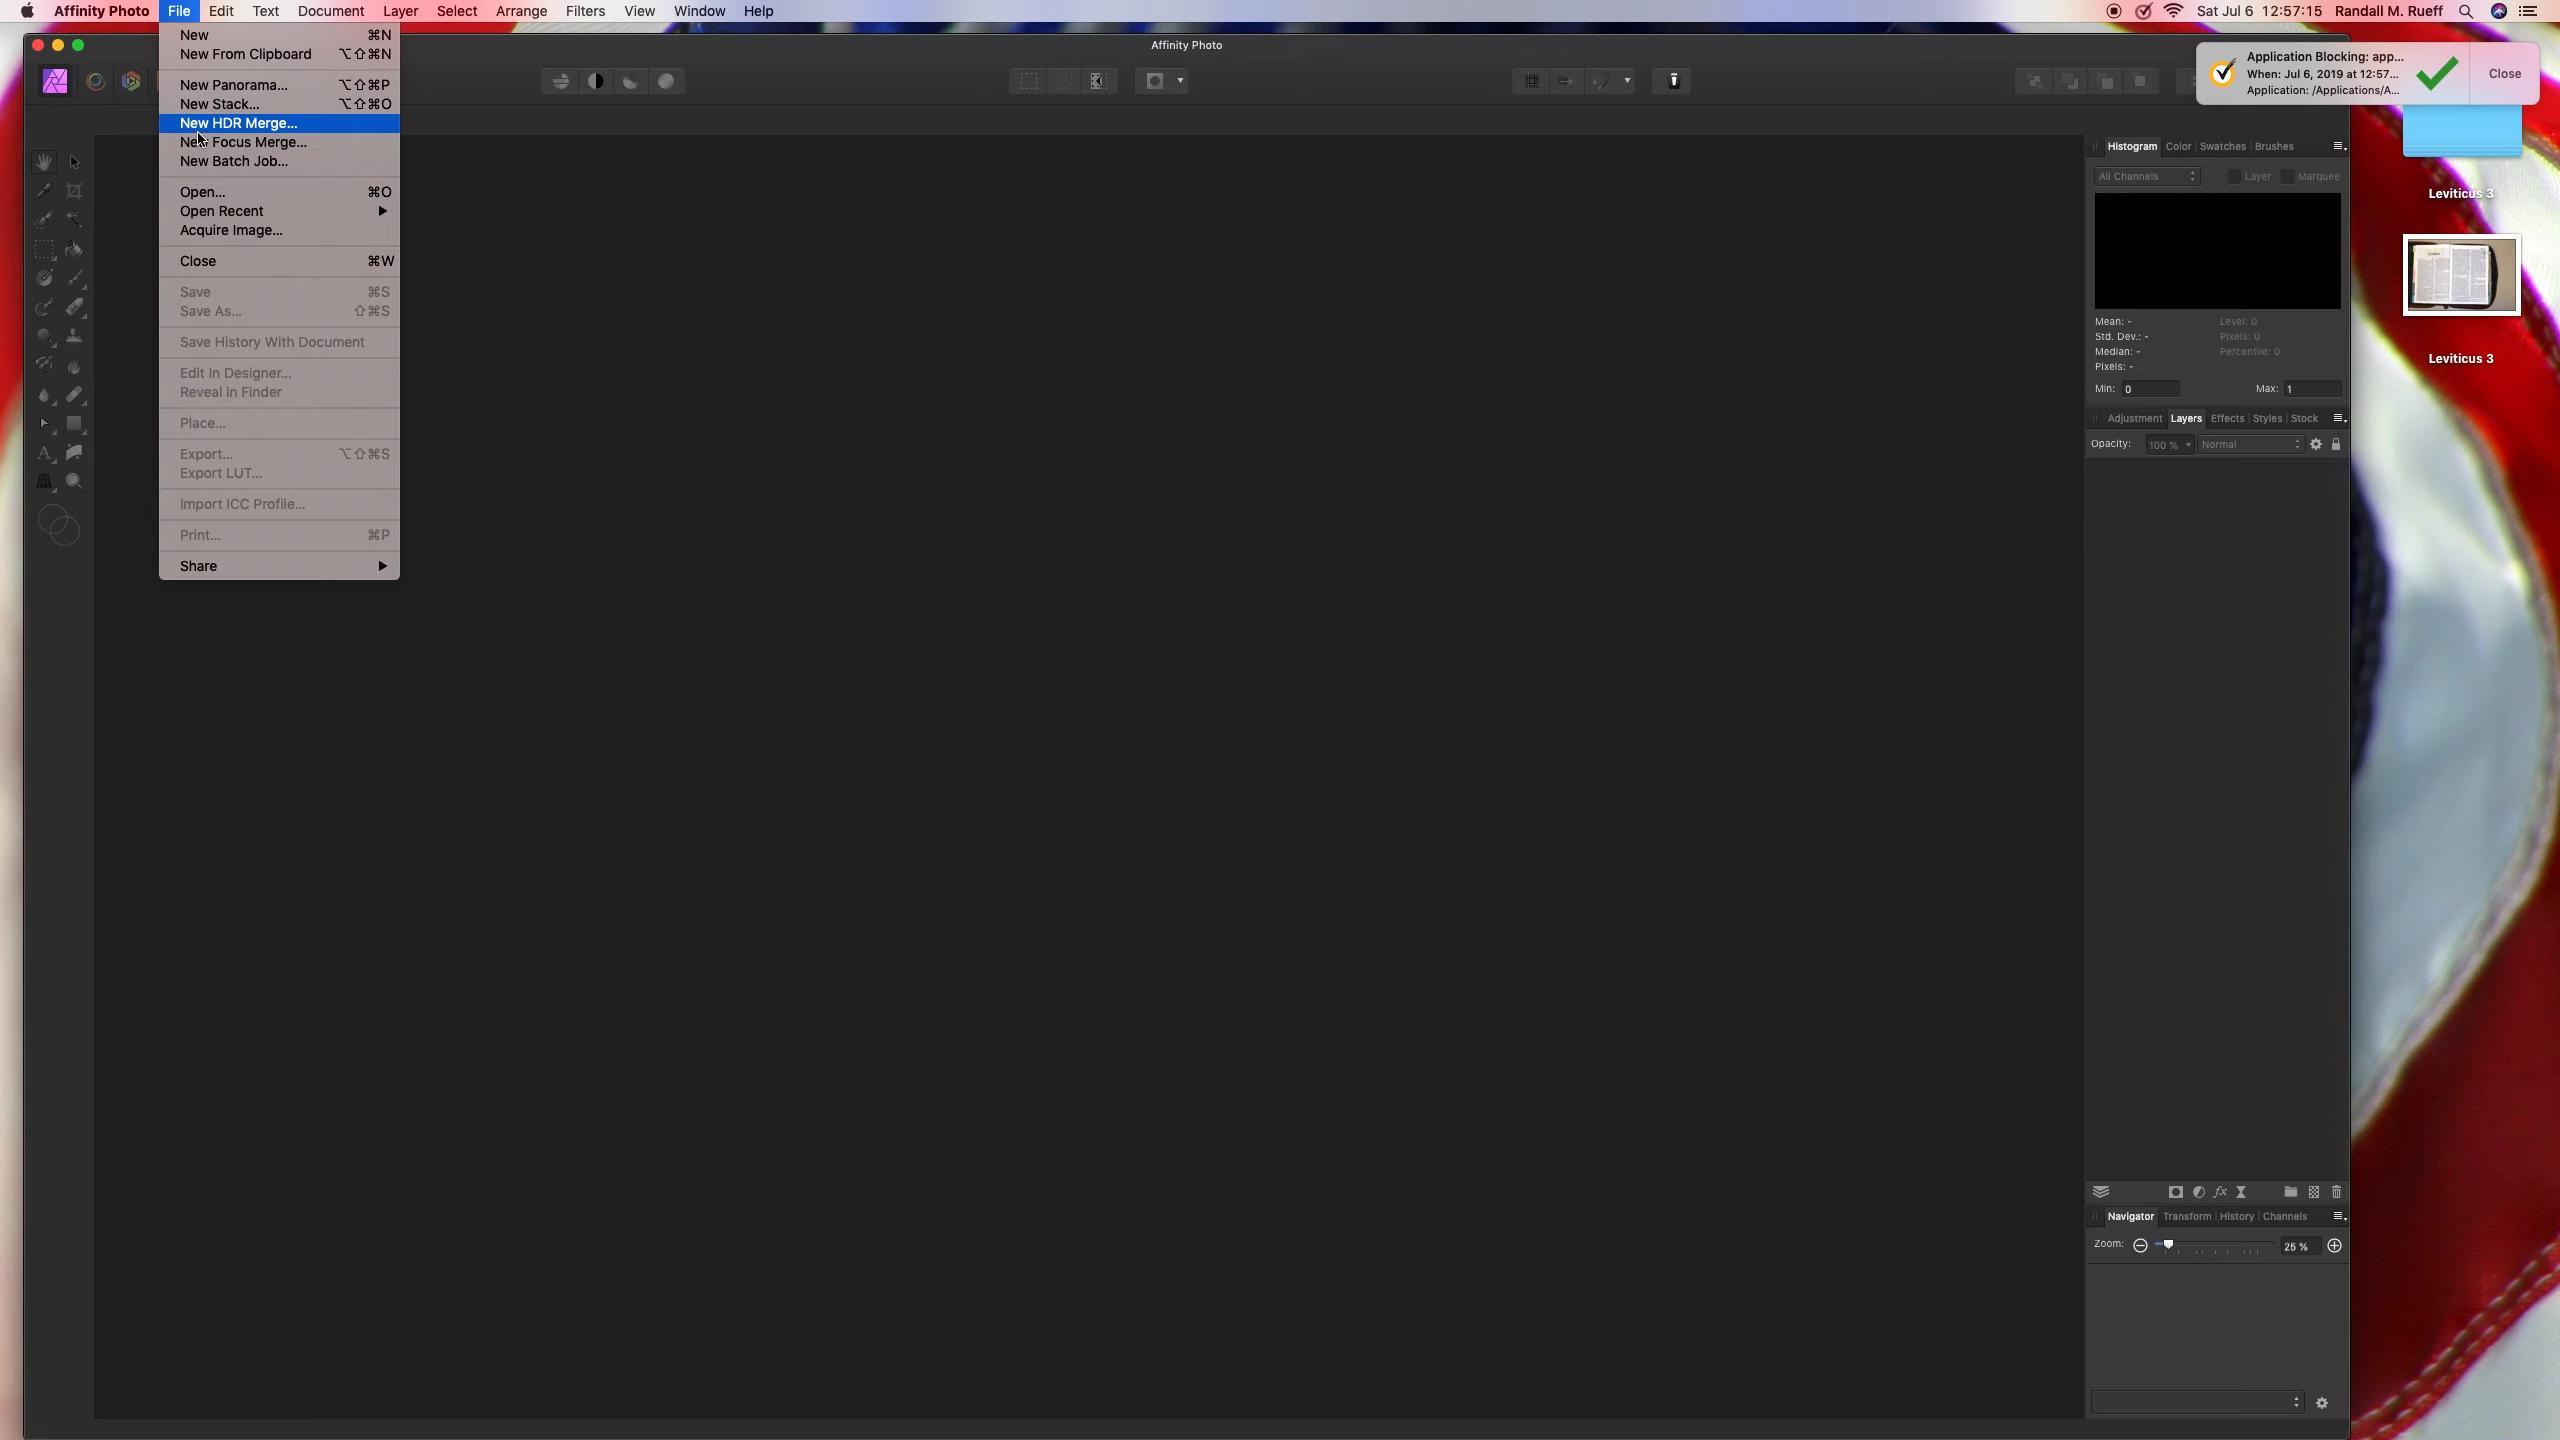 Affinity Photo File Edit Text Document Layer Select Arrange Filters View Window Help Sat Jul 6 12:57:15 Randall M. Rueff
Affinity Photo
New ⌘N
New From Clipboard ⌥⇧⌘N
New Panorama... ⌥⇧⌘P
New Stack... ⌥⇧⌘O
New HDR Merge...
New Focus Merge...
New Batch Job...
Open... ⌘O
Open Recent
Acquire Image...
Close ⌘W
Save ⌘S
Save As... ⇧⌘S
Save History With Document
Edit In Designer...
Reveal in Finder
Place...
Export... ⌥⇧⌘S
Export LUT...
Import ICC Profile...
Print... ⌘P
Share
Application Blocking: app...
When: Jul 6, 2019 at 12:57...
Application: /Applications/A...
Close
Histogram Color Swatches Brushes
All Channels Layer Marquee
Mean: - Level: 0
Std. Dev.: - Pixels: 0
Median: - Percentile: 0
Pixels: -
Min: 0 Max: 1
Adjustment Layers Effects Styles Stock
Opacity: 100 % Normal
fx
Navigator Transform History Channels
Zoom: 25 %
Leviticus 3
Leviticus 3